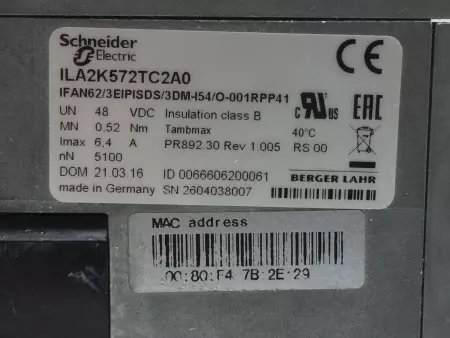 Schneider
Electric
CE
ILA2K572TC2A0
IFAN62/3EIPISDS/3DM-I54/O-001RPP41
UN 48 VDC Insulation class B
MN 0.52 Nm Tambmax 40°C
Imax 6,4 A PR892.30 Rev 1.005 RS 00
nN 5100
DOM 21.03.16 ID 0066606200061 BERGER LAHR
made in Germany SN 2604038007
c RU us EAC
MAC address
00:80:F4 7B:2E:29